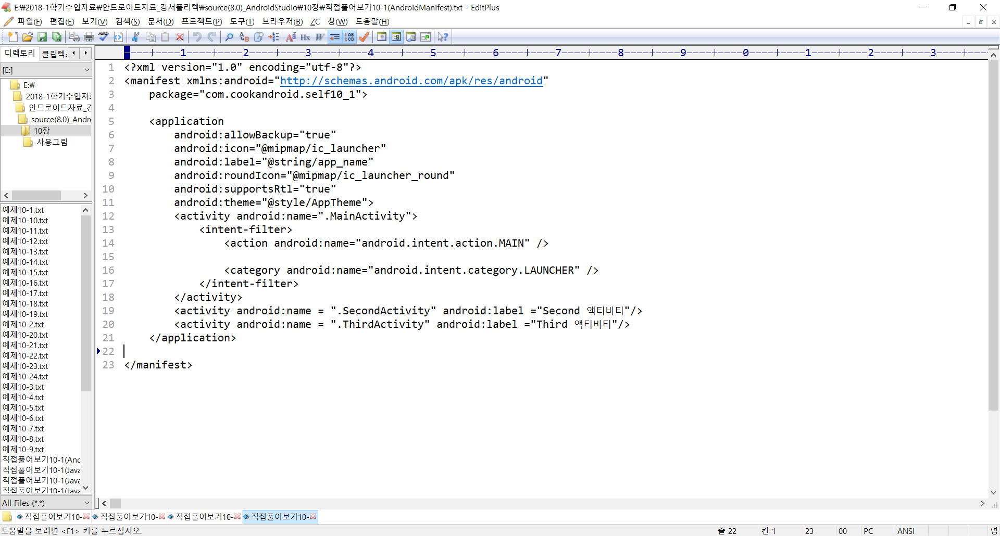 E:₩2018-1학기수업자료₩안드로이드자료_강서폴리텍₩source(8.0)_AndroidStudio₩10장₩직접풀어보기10-1(AndroidManifest).txt - EditPlus
파일(F) 편집(E) 보기(V) 검색(S) 문서(D) 프로젝트(P) 도구(T) 브라우저(B) ZC 창(W) 도움말(H)
디렉토리 클립텍
[E:]
E:₩
2018-1학기수업자료
안드로이드자료_강
source(8.0)_Andro
10장
사용그림
예제10-1.txt
예제10-10.txt
예제10-11.txt
예제10-12.txt
예제10-13.txt
예제10-14.txt
예제10-15.txt
예제10-16.txt
예제10-17.txt
예제10-18.txt
예제10-19.txt
예제10-2.txt
예제10-20.txt
예제10-21.txt
예제10-22.txt
예제10-23.txt
예제10-24.txt
예제10-3.txt
예제10-4.txt
예제10-5.txt
예제10-6.txt
예제10-7.txt
예제10-8.txt
예제10-9.txt
직접풀어보기10-1(Anc
직접풀어보기10-1(Java
직접풀어보기10-1(Java
직접풀어보기10-1(Java
All Files (*.*)
----+----1----+----2----+----3----+----4----+----5----+----6----+----7----+----8----+----9----+----0----+----1----+----2----+----3----+----
1 <?xml version="1.0" encoding="utf-8"?>
2 <manifest xmlns:android="http://schemas.android.com/apk/res/android"
3     package="com.cookandroid.self10_1">
4
5     <application
6         android:allowBackup="true"
7         android:icon="@mipmap/ic_launcher"
8         android:label="@string/app_name"
9         android:roundIcon="@mipmap/ic_launcher_round"
10         android:supportsRtl="true"
11         android:theme="@style/AppTheme">
12         <activity android:name=".MainActivity">
13             <intent-filter>
14                 <action android:name="android.intent.action.MAIN" />
15
16                 <category android:name="android.intent.category.LAUNCHER" />
17             </intent-filter>
18         </activity>
19         <activity android:name = ".SecondActivity" android:label ="Second 액티비티"/>
20         <activity android:name = ".ThirdActivity" android:label ="Third 액티비티"/>
21     </application>
22
23 </manifest>
직접풀어보기10- 직접풀어보기10- 직접풀어보기10- 직접풀어보기10-
도움말을 보려면 <F1> 키를 누르십시오. 줄 22 칸 1 23 00 PC ANSI 영